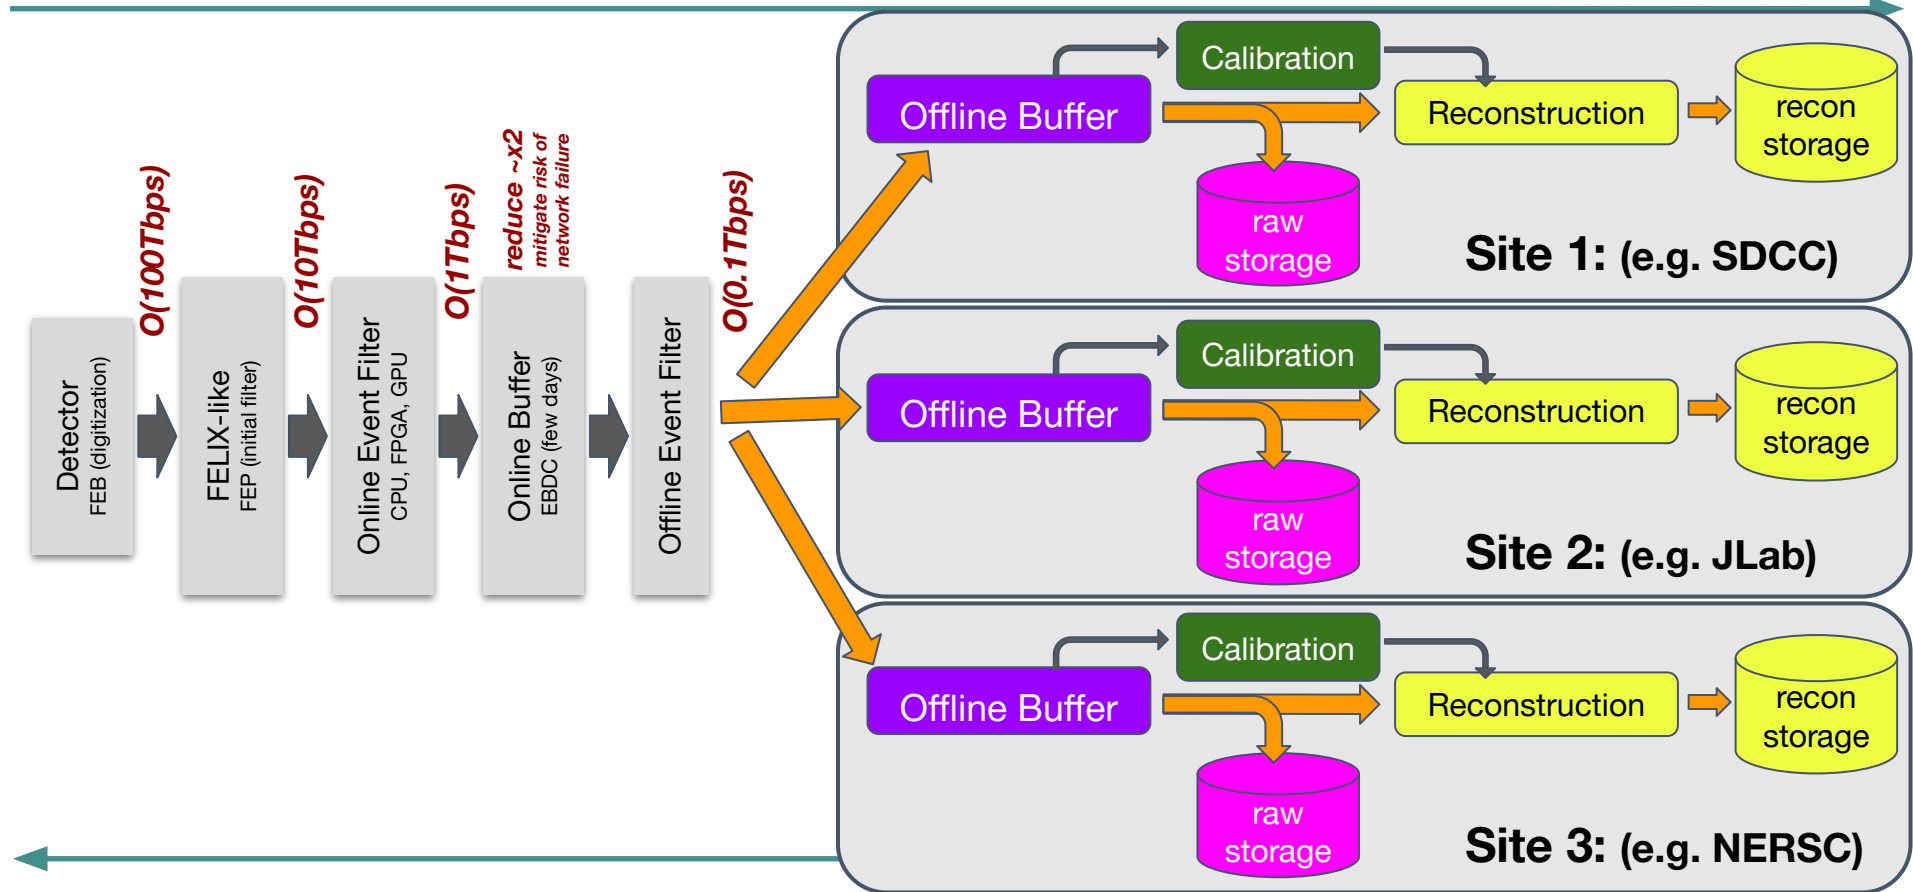 Detector
FEB (digitization)
O(100Tbps)
FELIX-like
FEP (initial filter)
O(10Tbps)
Online Event Filter
CPU, FPGA, GPU
O(1Tbps)
reduce ~x2
mitigate risk of
network failure
Online Buffer
EBDC (few days)
Offline Event Filter
O(0.1Tbps)
Offline Buffer
Calibration
Reconstruction
recon
storage
raw
storage
Site 1: (e.g. SDCC)
Offline Buffer
Calibration
Reconstruction
recon
storage
raw
storage
Site 2: (e.g. JLab)
Offline Buffer
Calibration
Reconstruction
recon
storage
raw
storage
Site 3: (e.g. NERSC)